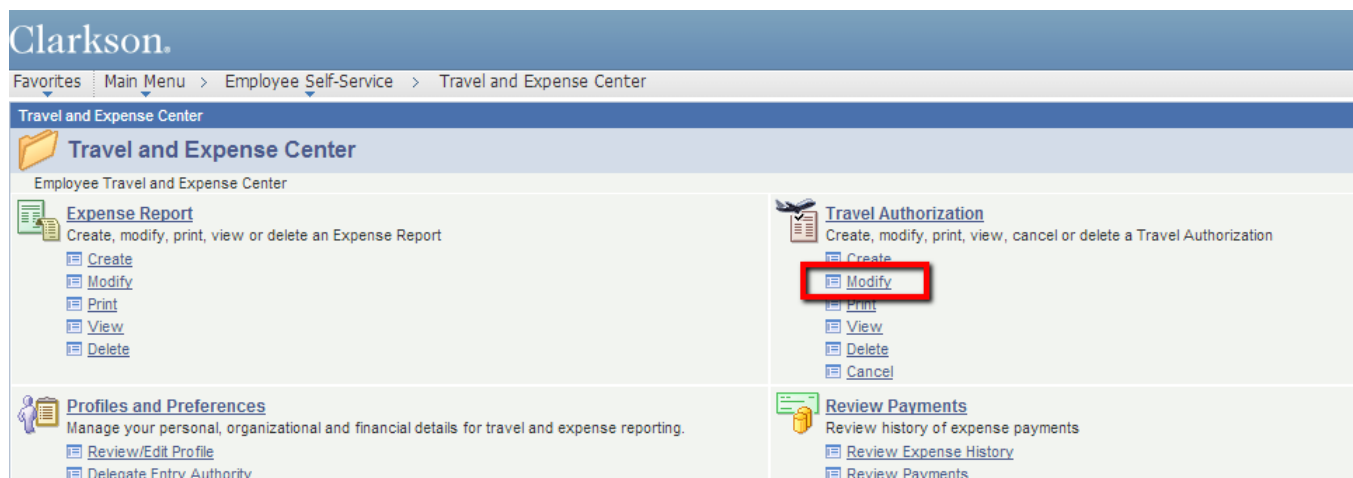 Clarkson.
Favorites Main Menu > Employee Self-Service > Travel and Expense Center
Travel and Expense Center
Travel and Expense Center
Employee Travel and Expense Center
Expense Report
Create, modify, print, view or delete an Expense Report
Create
Modify
Print
View
Delete
Travel Authorization
Create, modify, print, view, cancel or delete a Travel Authorization
Create
Modify
Print
View
Delete
Cancel
Profiles and Preferences
Manage your personal, organizational and financial details for travel and expense reporting.
Review/Edit Profile
Delegate Entry Authority
Review Payments
Review history of expense payments
Review Expense History
Review Payments